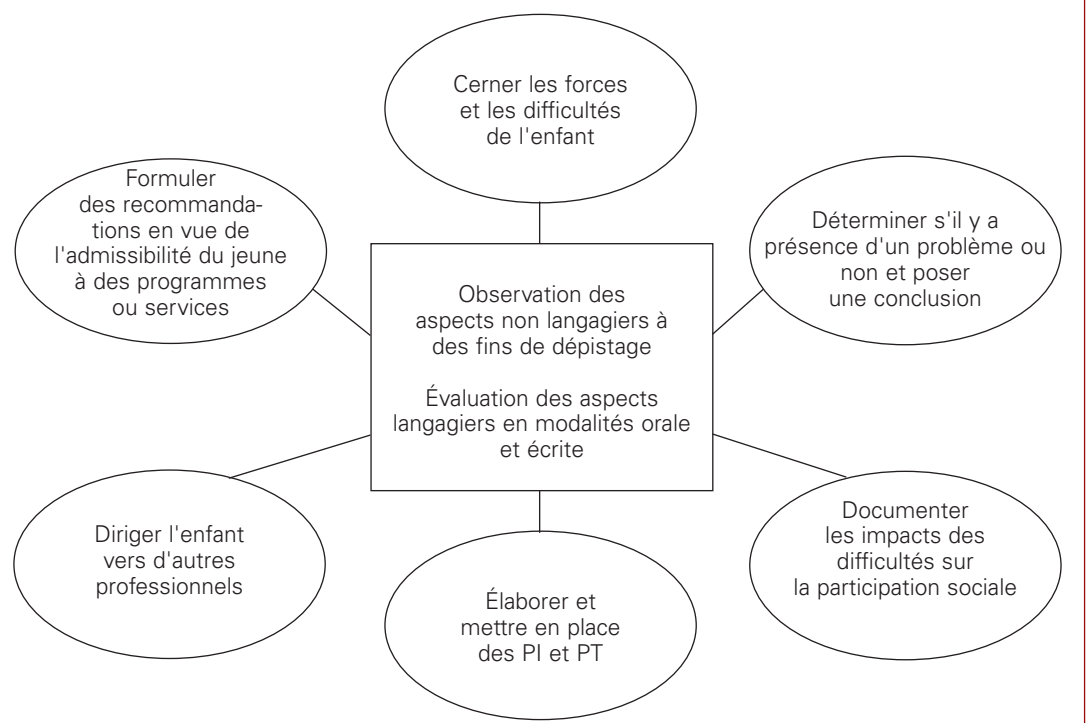 Cerner les forces
et les difficultés
de l'enfant
Formuler
des recommanda-
tions en vue de
l'admissibilité du jeune
à des programmes
ou services
Déterminer s'il y a
présence d'un problème ou
non et poser
une conclusion
Observation des
aspects non langagiers à
des fins de dépistage
Évaluation des aspects
langagiers en modalités orale
et écrite
Diriger l'enfant
vers d'autres
professionnels
Élaborer et
mettre en place
des PI et PT
Documenter
les impacts des
difficultés sur
la participation sociale